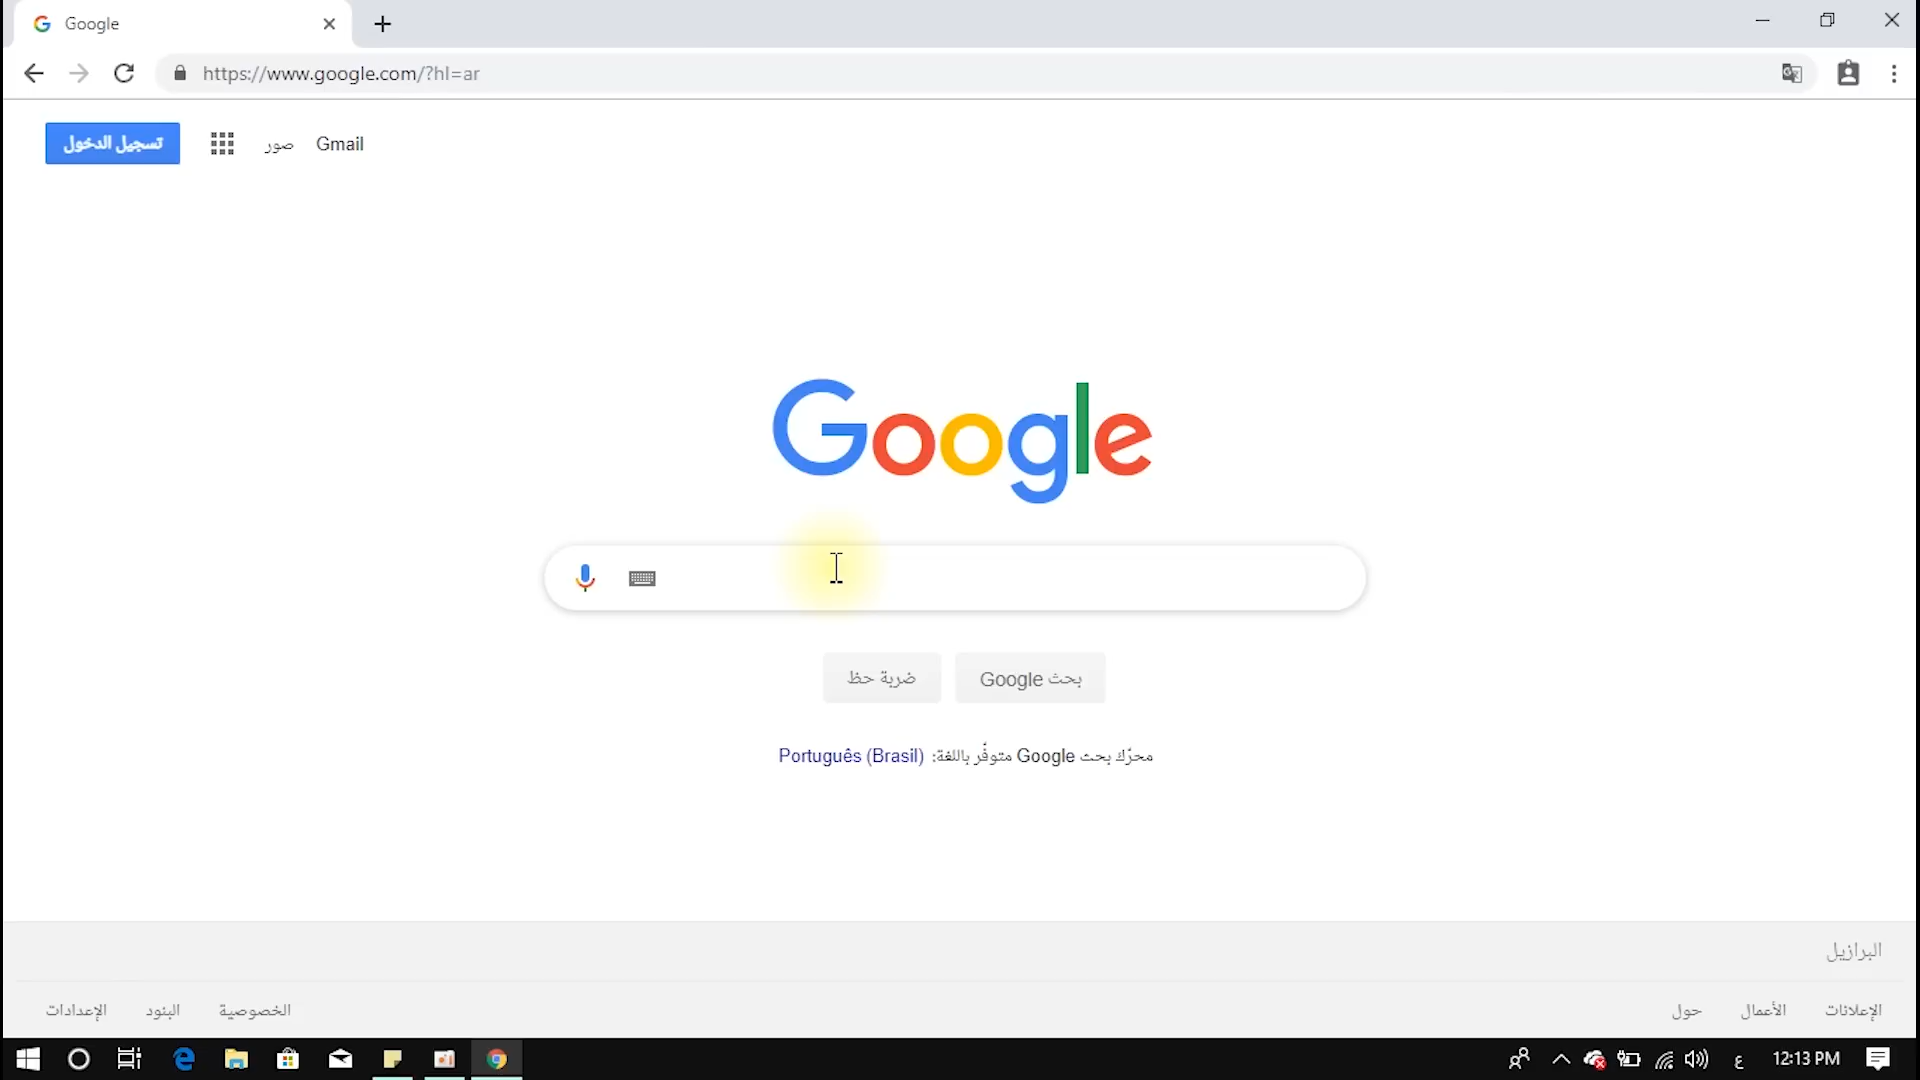 Google
https://www.google.com/?hl=ar
Gmail
صور
تسجيل الدخول
Google
بحث Google
ضربة حظ
محرّك بحث Google متوفّر باللغة: Português (Brasil)
البرازيل
الإعلانات
الأعمال
حول
الخصوصية
البنود
الإعدادات
ع
12:13 PM